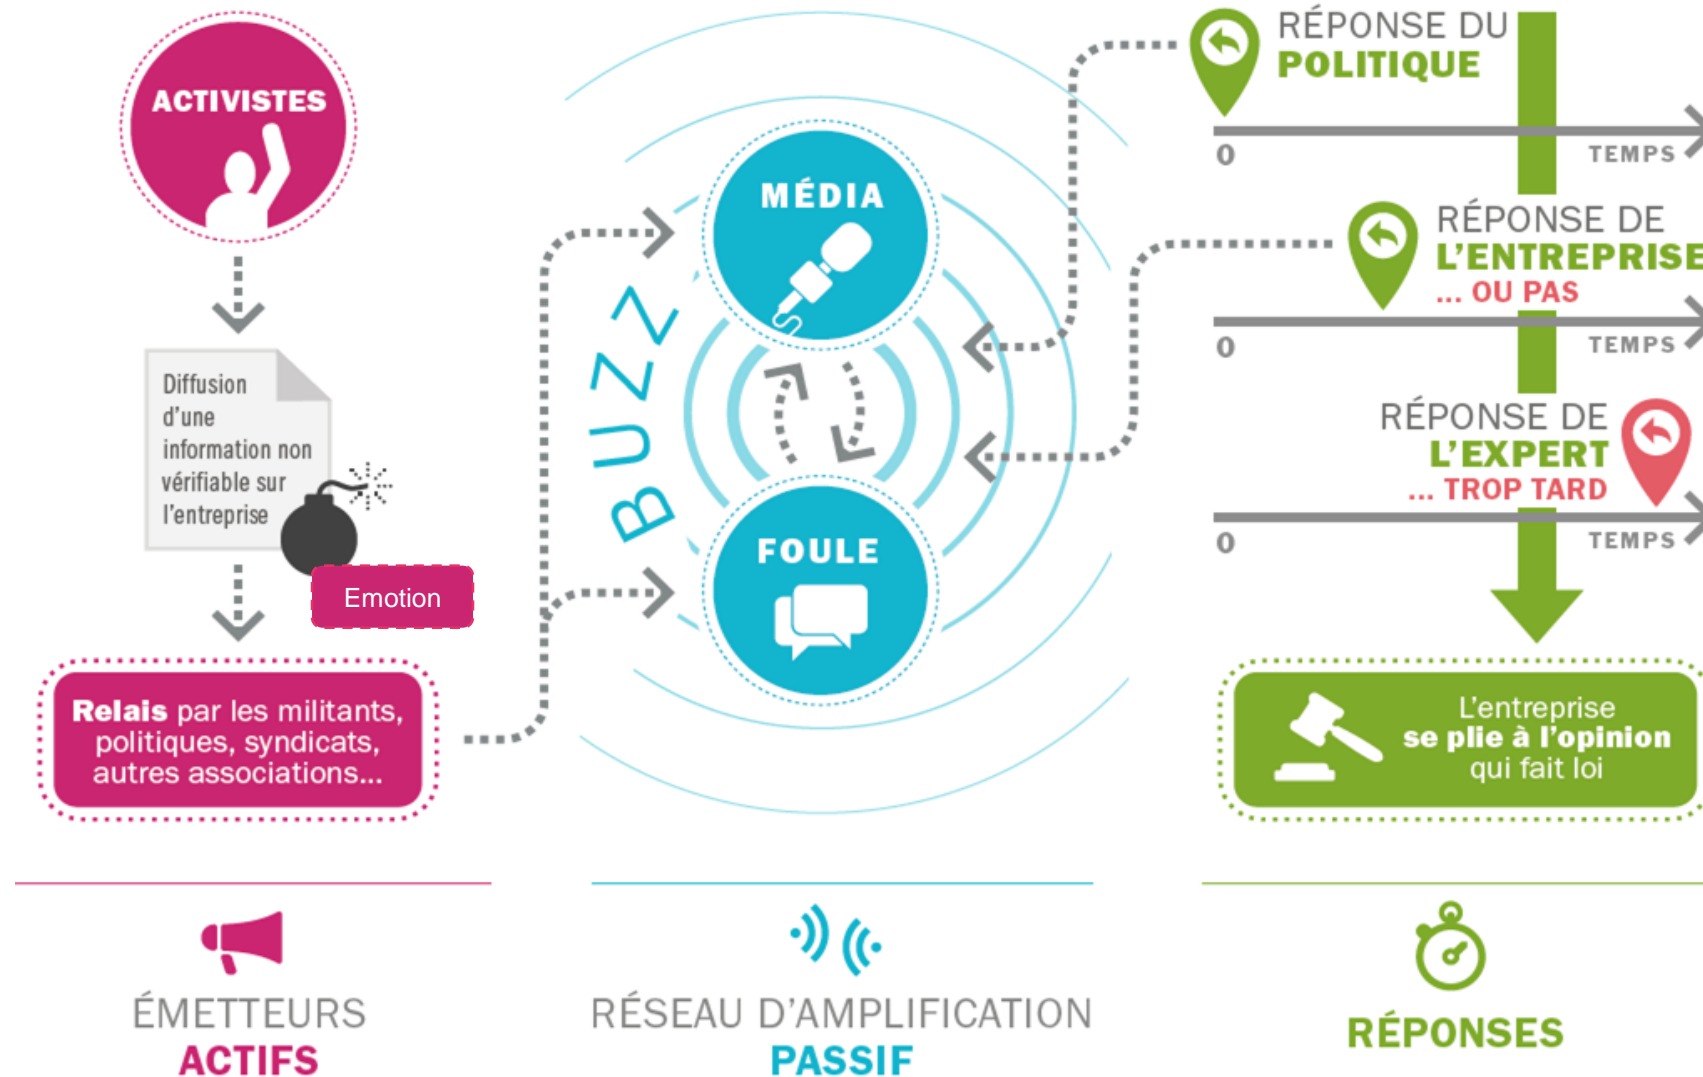 ACTIVISTES
Diffusion
d'une
information non
vérifiable sur
l'entreprise
Emotion
Relais par les militants,
politiques, syndicats,
autres associations...
ÉMETTEURS
ACTIFS
BUZZ
MÉDIA
FOULE
RÉSEAU D'AMPLIFICATION
PASSIF
RÉPONSE DU
POLITIQUE
0
TEMPS
RÉPONSE DE
L'ENTREPRISE
... OU PAS
0
TEMPS
RÉPONSE DE
L'EXPERT
... TROP TARD
0
TEMPS
L'entreprise
se plie à l'opinion
qui fait loi
RÉPONSES